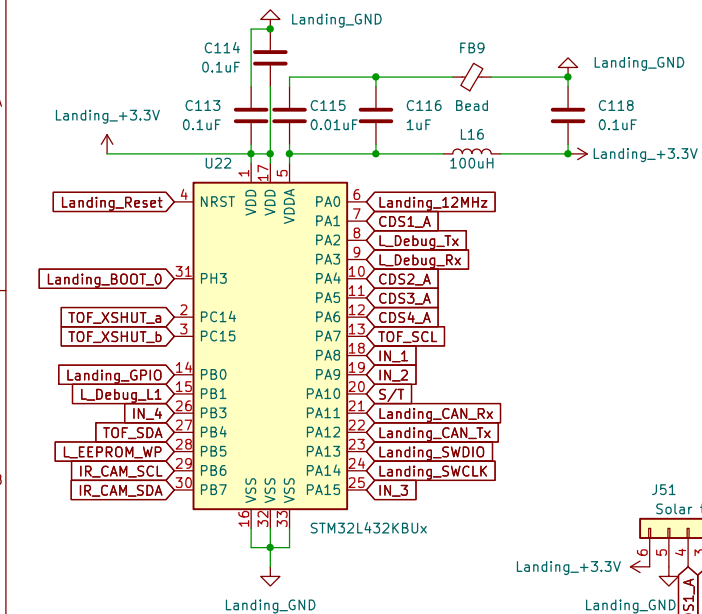 Landing_GND
C114
0.1uF
FB9
Landing_GND
Bead
Landing_+3.3V
C113
0.1uF
C115
0.01uF
C116
1uF
C118
0.1uF
L16
100uH
Landing_+3.3V
U22
1
17
5
VDD
VDD
VDDA
Landing_Reset 4 NRST
PA0 6 Landing_12MHz
PA1 7 CDS1_A
PA2 8 L_Debug_Tx
PA3 9 L_Debug_Rx
Landing_BOOT_0 31 PH3
PA4 10 CDS2_A
PA5 11 CDS3_A
TOF_XSHUT_a 2 PC14
PA6 12 CDS4_A
TOF_XSHUT_b 3 PC15
PA7 13 TOF_SCL
PA8 18 IN_1
Landing_GPIO 14 PB0
PA9 19 IN_2
L_Debug_L1 15 PB1
PA10 20 S/T
IN_4 26 PB3
PA11 21 Landing_CAN_Rx
TOF_SDA 27 PB4
PA12 22 Landing_CAN_Tx
L_EEPROM_WP 28 PB5
PA13 23 Landing_SWDIO
IR_CAM_SCL 29 PB6
PA14 24 Landing_SWCLK
IR_CAM_SDA 30 PB7
PA15 25 IN_3
VSS
VSS
VSS
16
32
33
STM32L432KBUx
Landing_GND
J51
Solar t
6
5
4
3
Landing_+3.3V
Landing_GND
S1_A